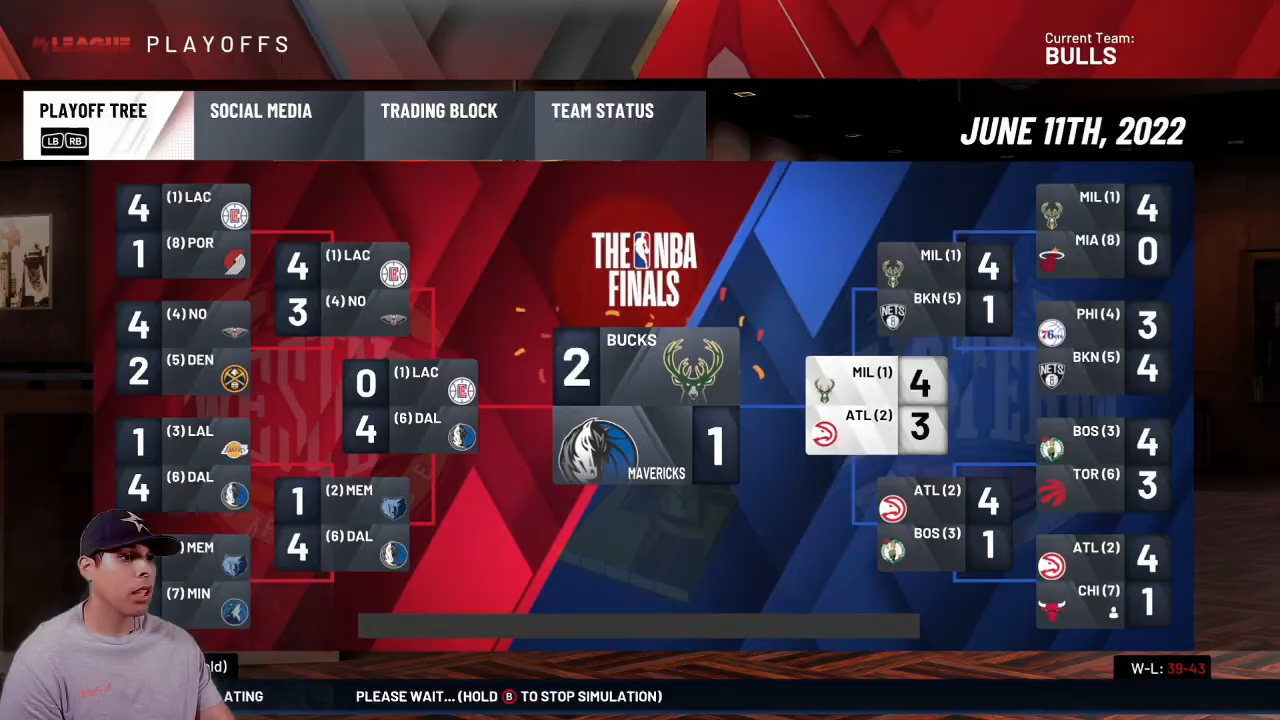 MyLEAGUE PLAYOFFS
Current Team:
BULLS
PLAYOFF TREE
LB RB
SOCIAL MEDIA
TRADING BLOCK
TEAM STATUS
JUNE 11TH, 2022
4 (1) LAC
1 (8) POR
4 (4) NO
2 (5) DEN
1 (3) LAL
4 (6) DAL
) MEM
(7) MIN
4 (1) LAC
3 (4) NO
1 (2) MEM
4 (6) DAL
0 (1) LAC
4 (6) DAL
THE NBA
FINALS
2 BUCKS
MAVERICKS 1
MIL (1) 4
ATL (2) 3
MIL (1) 4
BKN (5) 1
ATL (2) 4
BOS (3) 1
MIL (1) 4
MIA (8) 0
PHI (4) 3
BKN (5) 4
BOS (3) 4
TOR (6) 3
ATL (2) 4
CHI (7) 1
NETS
NETS
76ers
W-L: 39-43
ld)
ATING
PLEASE WAIT... (HOLD B TO STOP SIMULATION)